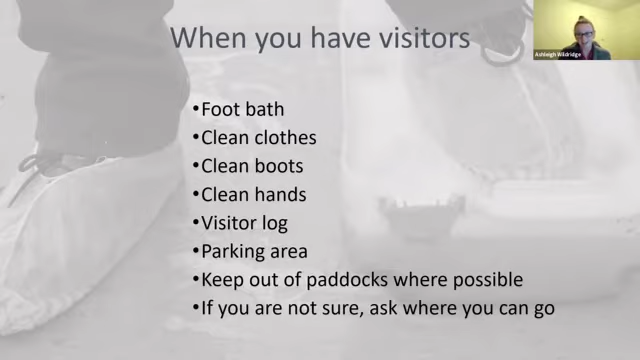 When you have visitors
Ashleigh Wildridge
•Foot bath
•Clean clothes
•Clean boots
•Clean hands
•Visitor log
•Parking area
•Keep out of paddocks where possible
•If you are not sure, ask where you can go